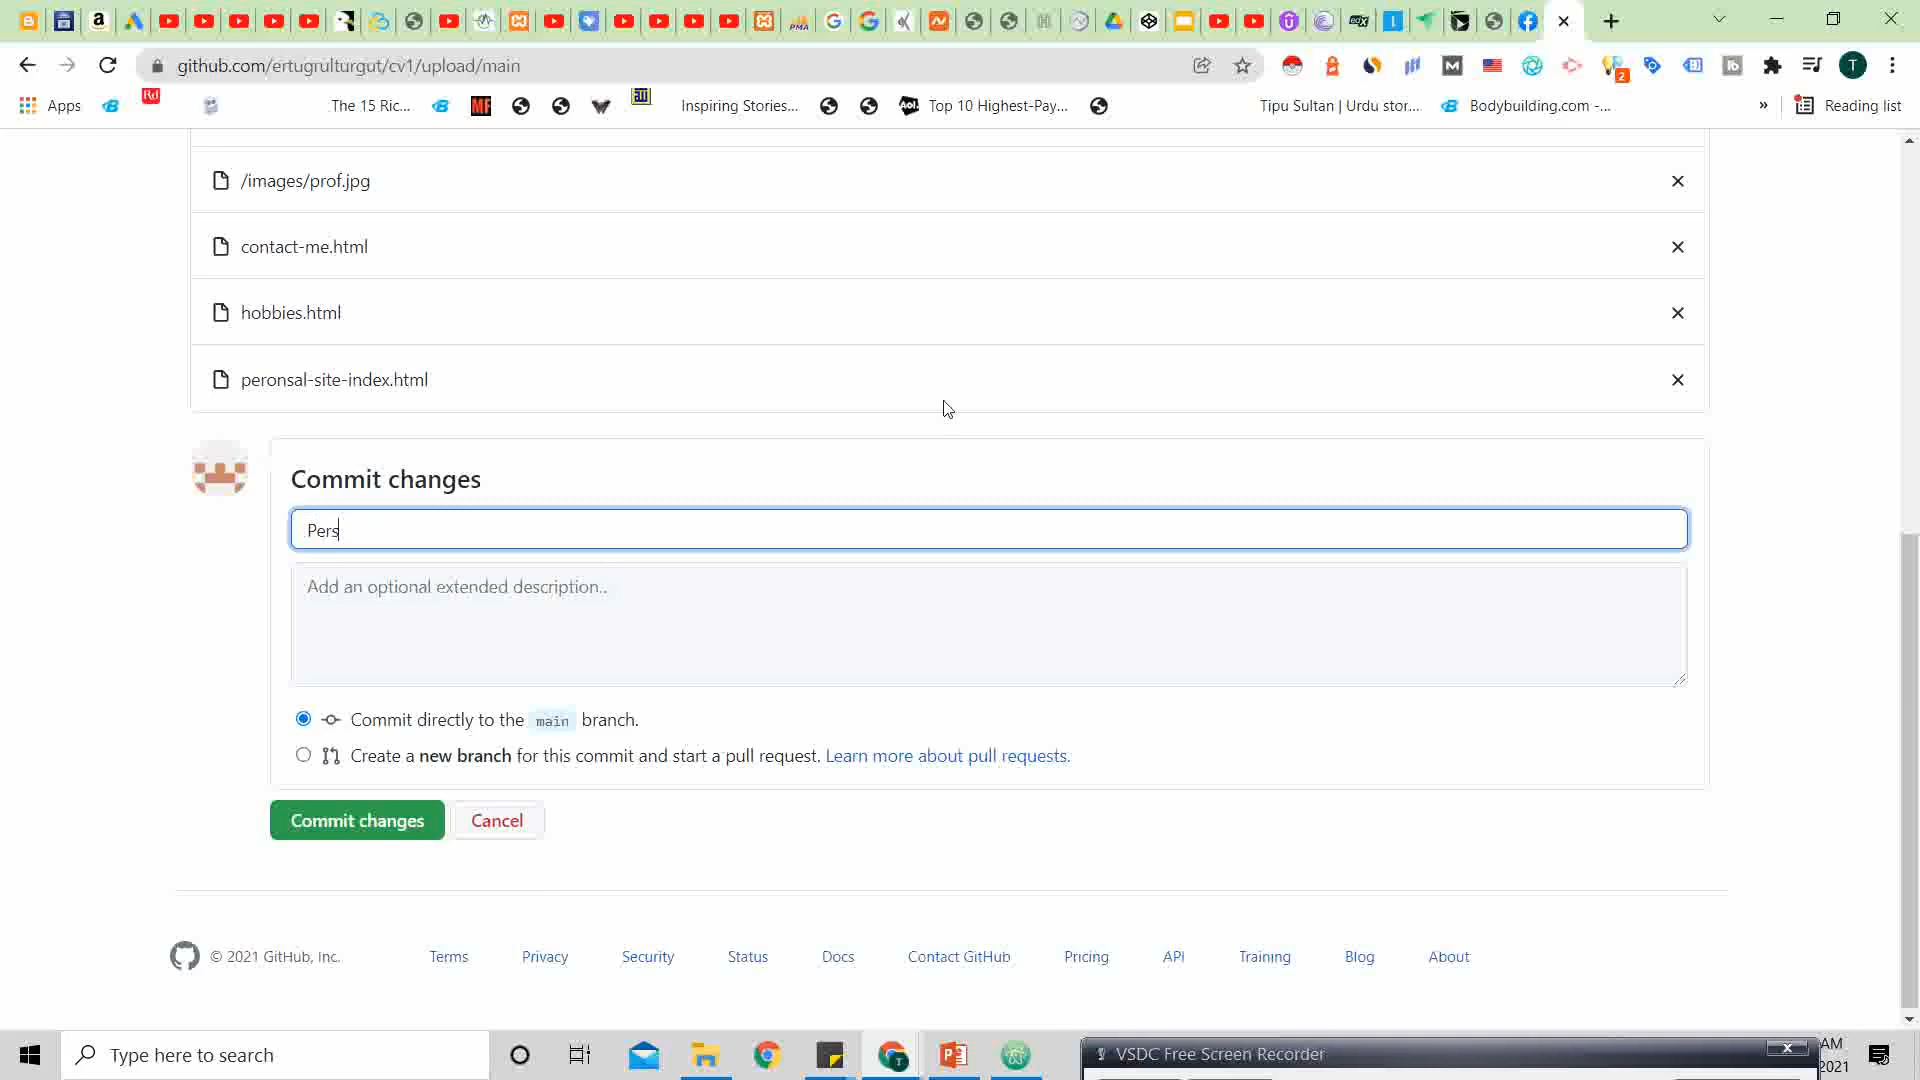 github.com/ertugrulturgut/cv1/upload/main
Apps
Rd
The 15 Ric...
MF
Inspiring Stories...
Aol.
Top 10 Highest-Pay...
Tipu Sultan | Urdu stor...
Bodybuilding.com -...
»
Reading list
/images/prof.jpg
contact-me.html
hobbies.html
peronsal-site-index.html
Commit changes
Pers
Add an optional extended description..
Commit directly to the main branch.
Create a new branch for this commit and start a pull request. Learn more about pull requests.
Commit changes
Cancel
© 2021 GitHub, Inc.
Terms
Privacy
Security
Status
Docs
Contact GitHub
Pricing
API
Training
Blog
About
Type here to search
VSDC Free Screen Recorder
AM
2021